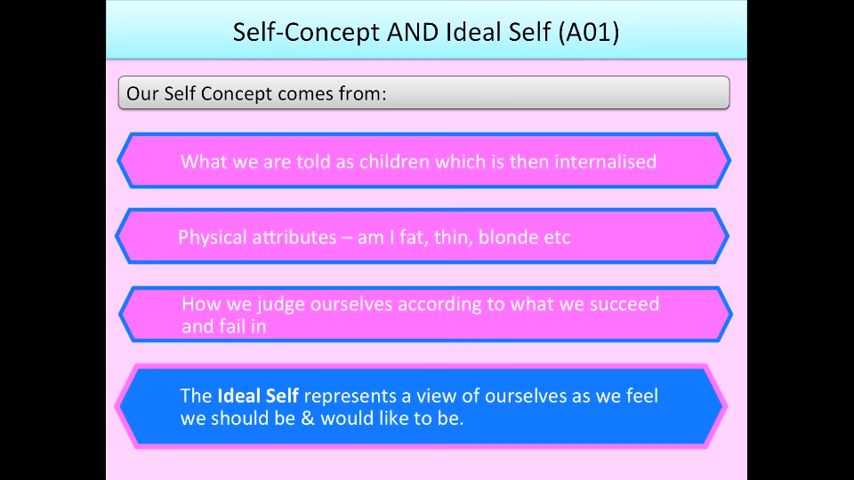 Self-Concept AND Ideal Self (A01)
Our Self Concept comes from:
What we are told as children which is then internalised
Physical attributes – am I fat, thin, blonde etc
How we judge ourselves according to what we succeed
and fail in
The Ideal Self represents a view of ourselves as we feel
we should be & would like to be.